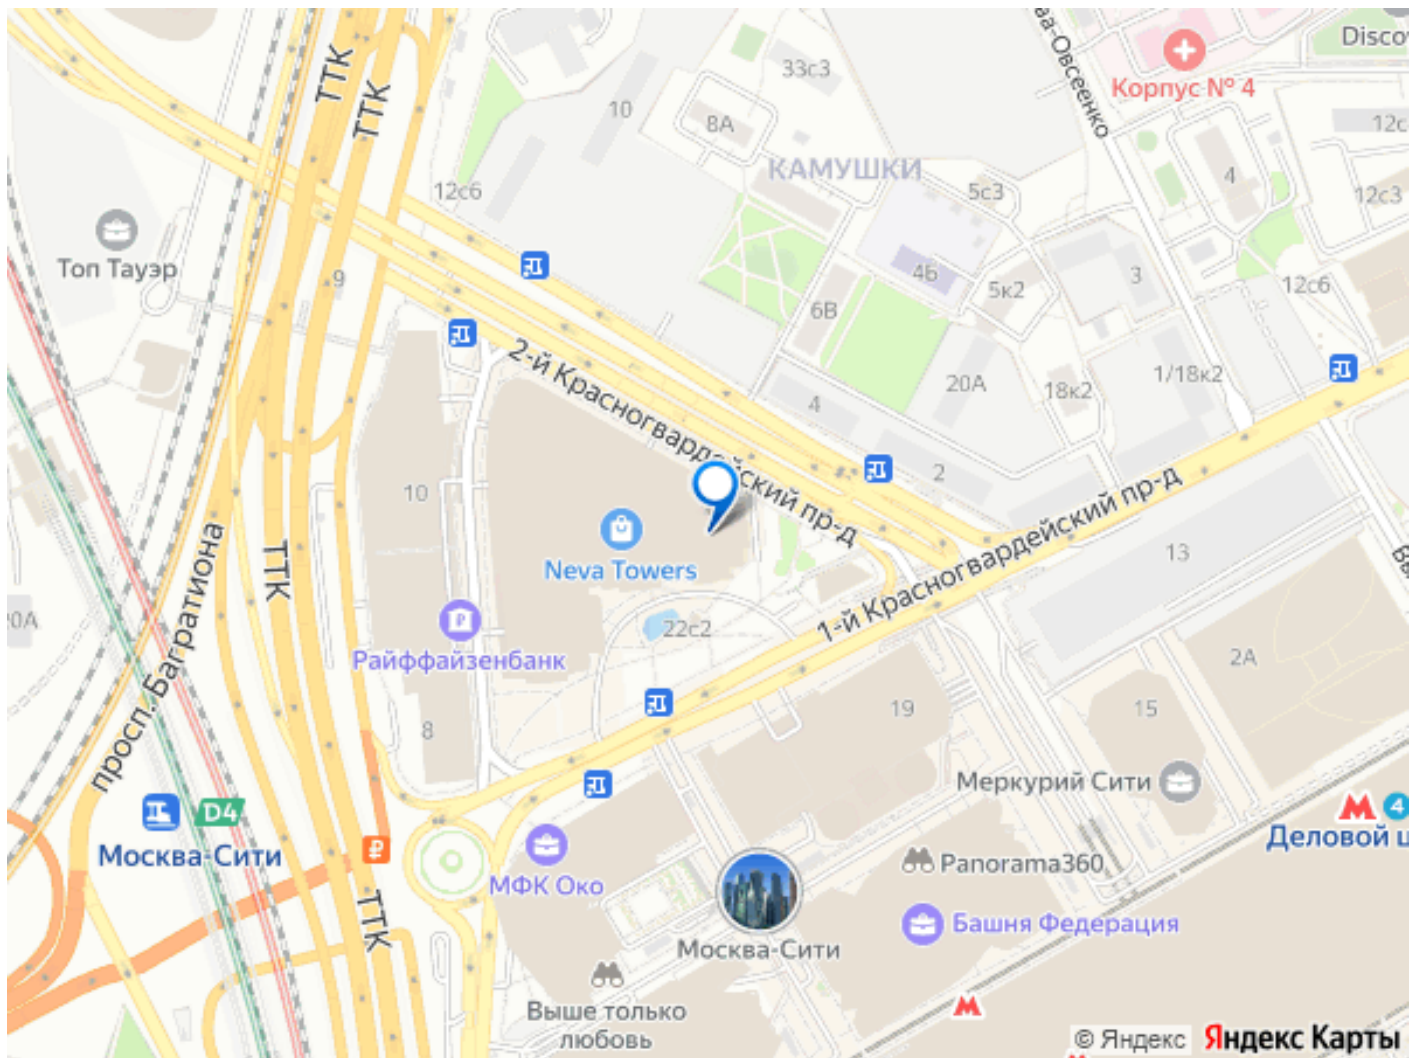 Disco
Корпус № 4
33с3
10
8А
12с
КАМУШКИ
ТТК
ТТК
12с6
5с3
4
12с3
Топ Тауэр
9
4Б
5к2
3
12с6
6В
2-й Красногвардейский пр-д
20А
18к2
1/18к2
4
2
10
Neva Towers
1-й Красногвардейский пр-д
13
ТТК
просп. Багратиона
20А
22с2
2А
Райффайзенбанк
8
19
15
Меркурий Сити
D4
4
Москва-Сити
Деловой ц
МФК Око
Panorama360
ТТК
Башня Федерация
Москва-Сити
Выше только
любовь
© Яндекс Яндекс Карты